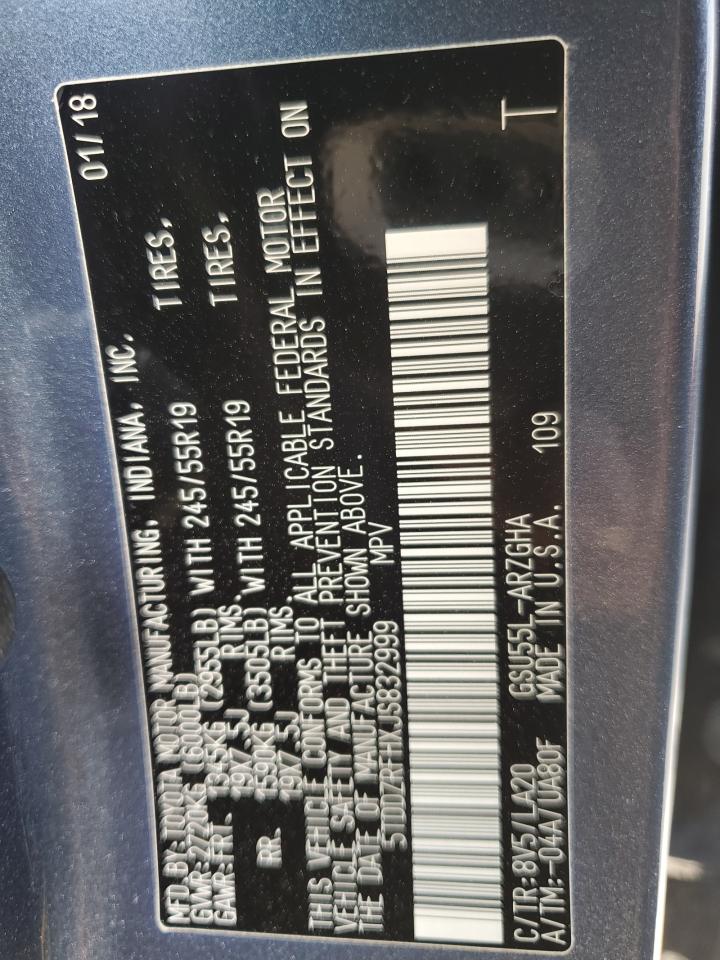 MFD BY: TOYOTA MOTOR MANUFACTURING, INDIANA, INC. 01/18
GVWR: 2720KG (6000LB)
GAWR: FRT. 1345KG (2955LB) WITH 245/55R19 TIRES,
19X7.5J RIMS,
RR. 1590KG (3505LB) WITH 245/55R19 TIRES,
19X7.5J RIMS,
THIS VEHICLE CONFORMS TO ALL APPLICABLE FEDERAL MOTOR
VEHICLE SAFETY AND THEFT PREVENTION STANDARDS IN EFFECT ON
THE DATE OF MANUFACTURE SHOWN ABOVE.
5TDDZRFHXJS832999 MPV
C/TR: 8V5/LA20 GSU55L-ARZGHA
A/TM: -04A/UA80F MADE IN U.S.A. 109 T